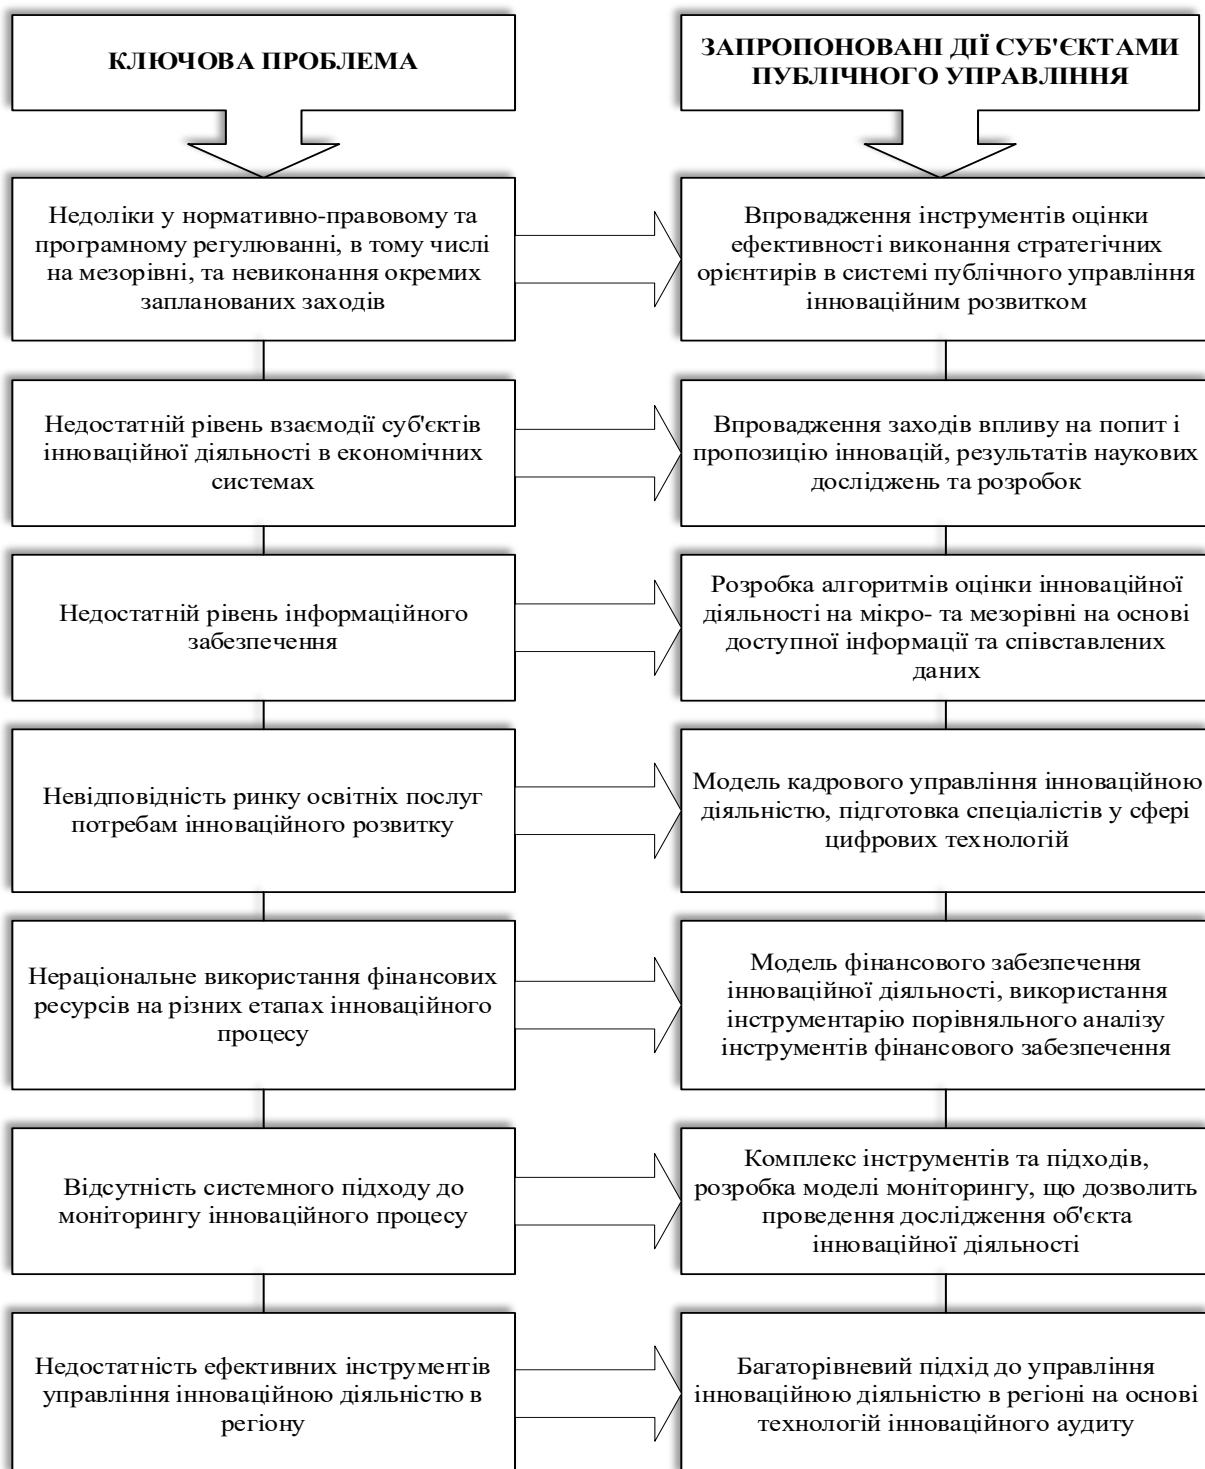 КЛЮЧОВА ПРОБЛЕМА
ЗАПРОПОНОВАНІ ДІЇ СУБ'ЄКТАМИ
ПУБЛІЧНОГО УПРАВЛІННЯ
Недоліки у нормативно-правовому та
програмному регулюванні, в тому числі
на мезорівні, та невиконання окремих
запланованих заходів
Впровадження інструментів оцінки
ефективності виконання стратегічних
орієнтирів в системі публічного управління
інноваційним розвитком
Недостатній рівень взаємодії суб'єктів
інноваційної діяльності в економічних
системах
Впровадження заходів впливу на попит і
пропозицію інновацій, результатів наукових
досліджень та розробок
Недостатній рівень інформаційного
забезпечення
Розробка алгоритмів оцінки інноваційної
діяльності на мікро- та мезорівні на основі
доступної інформації та співставлених
даних
Невідповідність ринку освітніх послуг
потребам інноваційного розвитку
Модель кадрового управління інноваційною
діяльністю, підготовка спеціалістів у сфері
цифрових технологій
Нераціональне використання фінансових
ресурсів на різних етапах інноваційного
процесу
Модель фінансового забезпечення
інноваційної діяльності, використання
інструментарію порівняльного аналізу
інструментів фінансового забезпечення
Відсутність системного підходу до
моніторингу інноваційного процесу
Комплекс інструментів та підходів,
розробка моделі моніторингу, що дозволить
проведення дослідження об'єкта
інноваційної діяльності
Недостатність ефективних інструментів
управління інноваційною діяльністю в
регіону
Багаторівневий підхід до управління
інноваційною діяльністю в регіоні на основі
технологій інноваційного аудиту